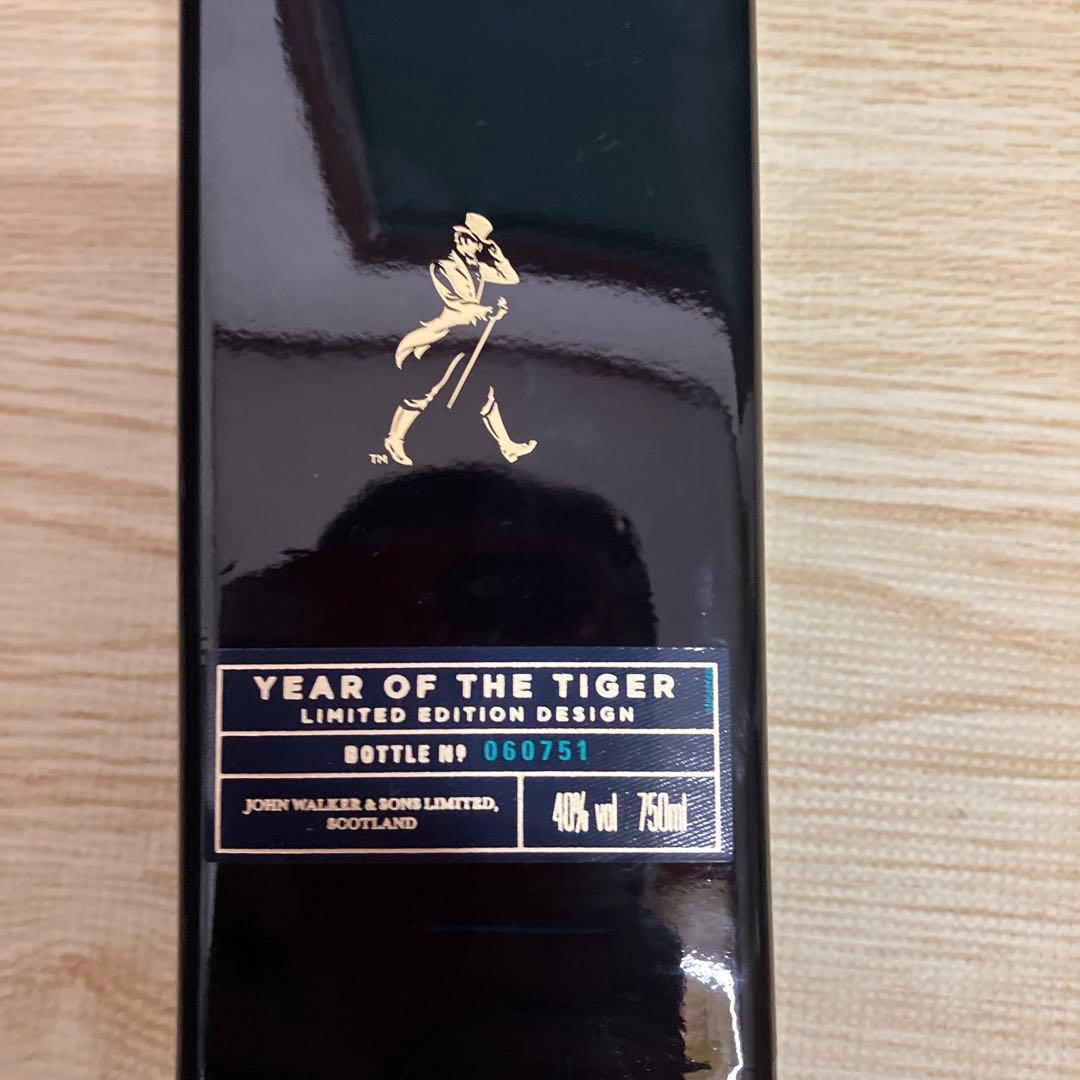 TM
YEAR OF THE TIGER
LIMITED EDITION DESIGN
BOTTLE Nº 060751
JOHN WALKER & SONS LIMITED,
SCOTLAND
40% vol 750ml